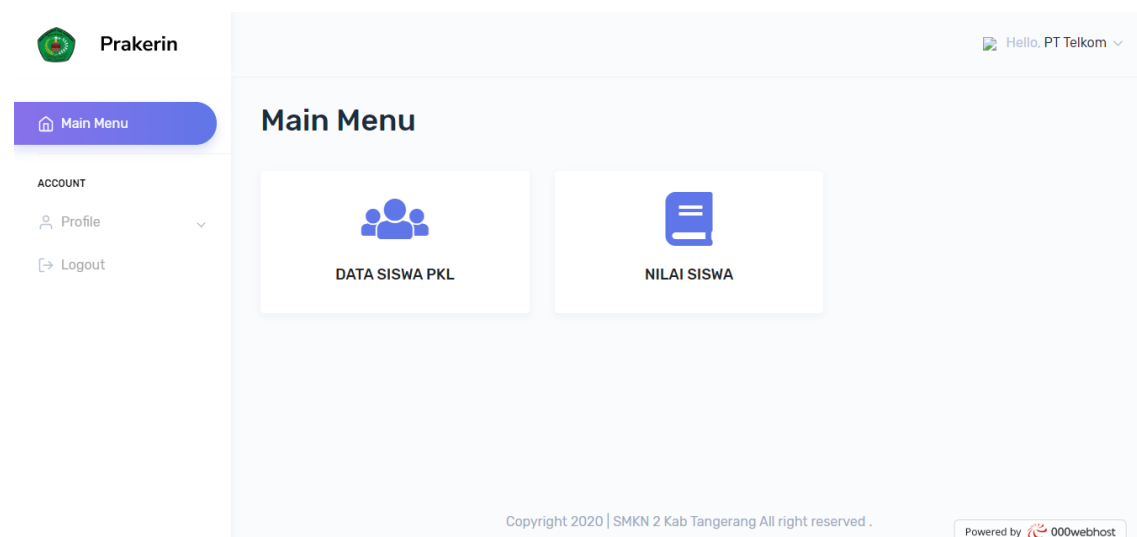 Prakerin
Hello, PT Telkom
Main Menu
Main Menu
ACCOUNT
Profile
Logout
DATA SISWA PKL
NILAI SISWA
Copyright 2020 | SMKN 2 Kab Tangerang All right reserved .
Powered by 000webhost